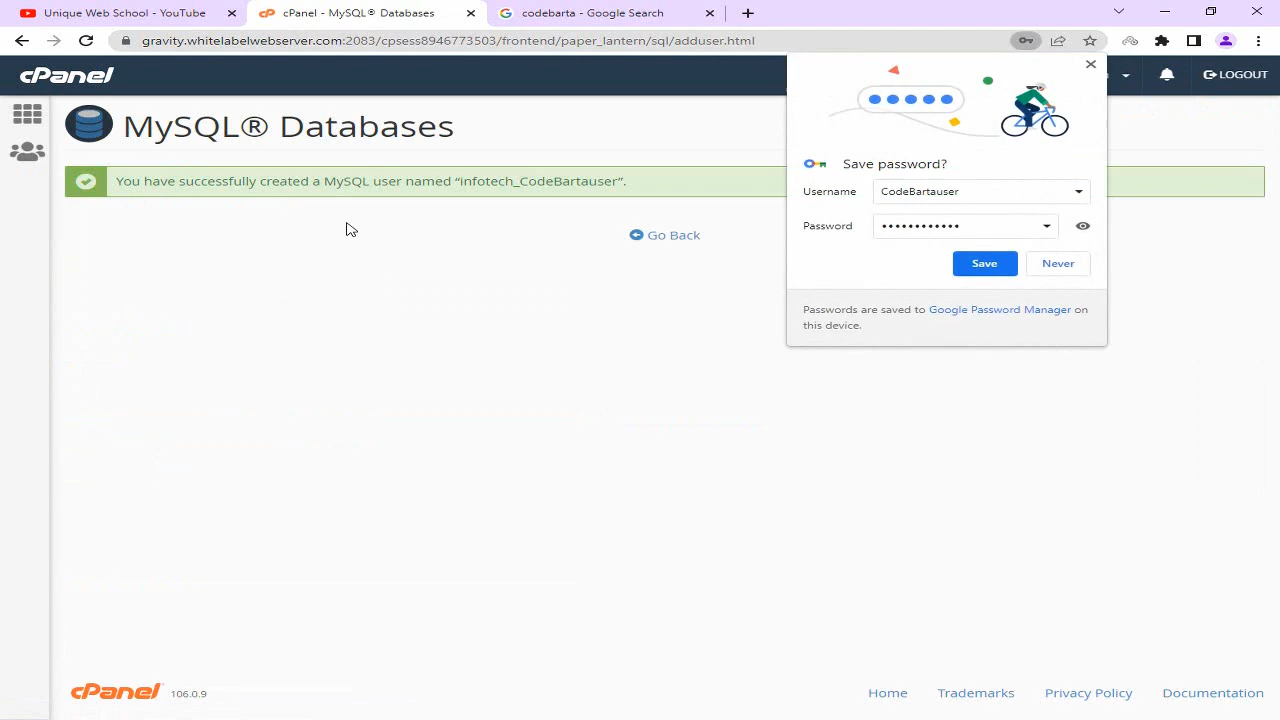 Unique Web School - YouTube
cPanel - MySQL® Databases
codebarta - Google Search
gravity.whitelabelwebserver.com:2083/cpsess8946773503/frontend/paper_lantern/sql/adduser.html
cPanel
LOGOUT
MySQL® Databases
You have successfully created a MySQL user named “infotech_CodeBartauser”.
Go Back
Save password?
Username CodeBartauser
Password ••••••••••••
Save Never
Passwords are saved to Google Password Manager on
this device.
cPanel 106.0.9
Home Trademarks Privacy Policy Documentation